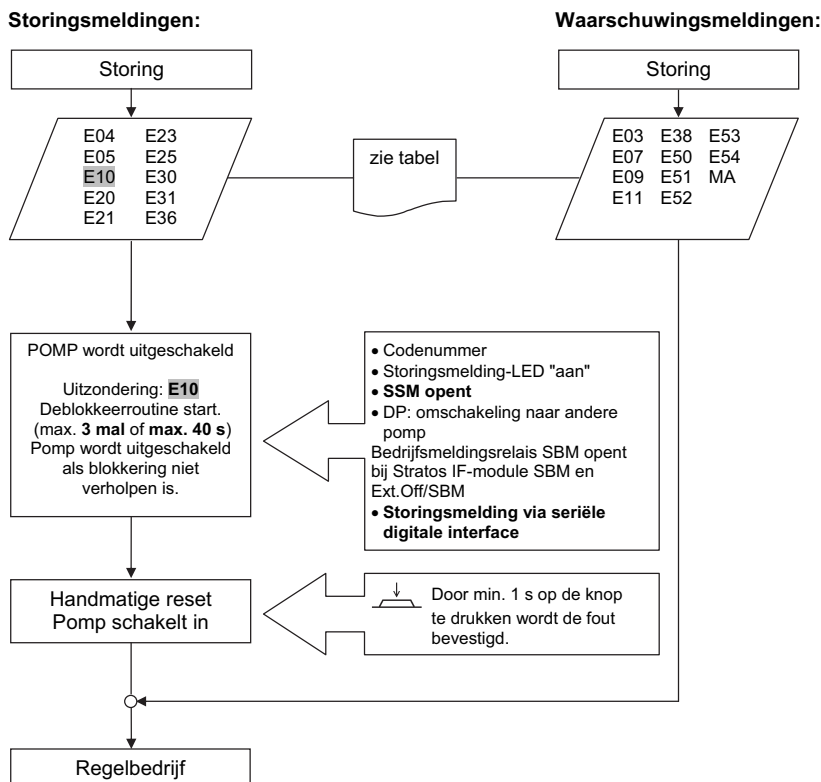 Storingsmeldingen:
Waarschuwingsmeldingen:
Storing
Storing
E04 E23
E05 E25
E10 E30
E20 E31
E21 E36
zie tabel
E03 E38 E53
E07 E50 E54
E09 E51 MA
E11 E52
POMP wordt uitgeschakeld
Uitzondering: E10
Deblokkeerroutine start.
(max. 3 mal of max. 40 s)
Pomp wordt uitgeschakeld
als blokkering niet
verholpen is.
• Codenummer
• Storingsmelding-LED "aan"
• SSM opent
• DP: omschakeling naar andere
pomp
Bedrijfsmeldingsrelais SBM opent
bij Stratos IF-module SBM en
Ext.Off/SBM
• Storingsmelding via seriële
digitale interface
Handmatige reset
Pomp schakelt in
Door min. 1 s op de knop
te drukken wordt de fout
bevestigd.
Regelbedrijf